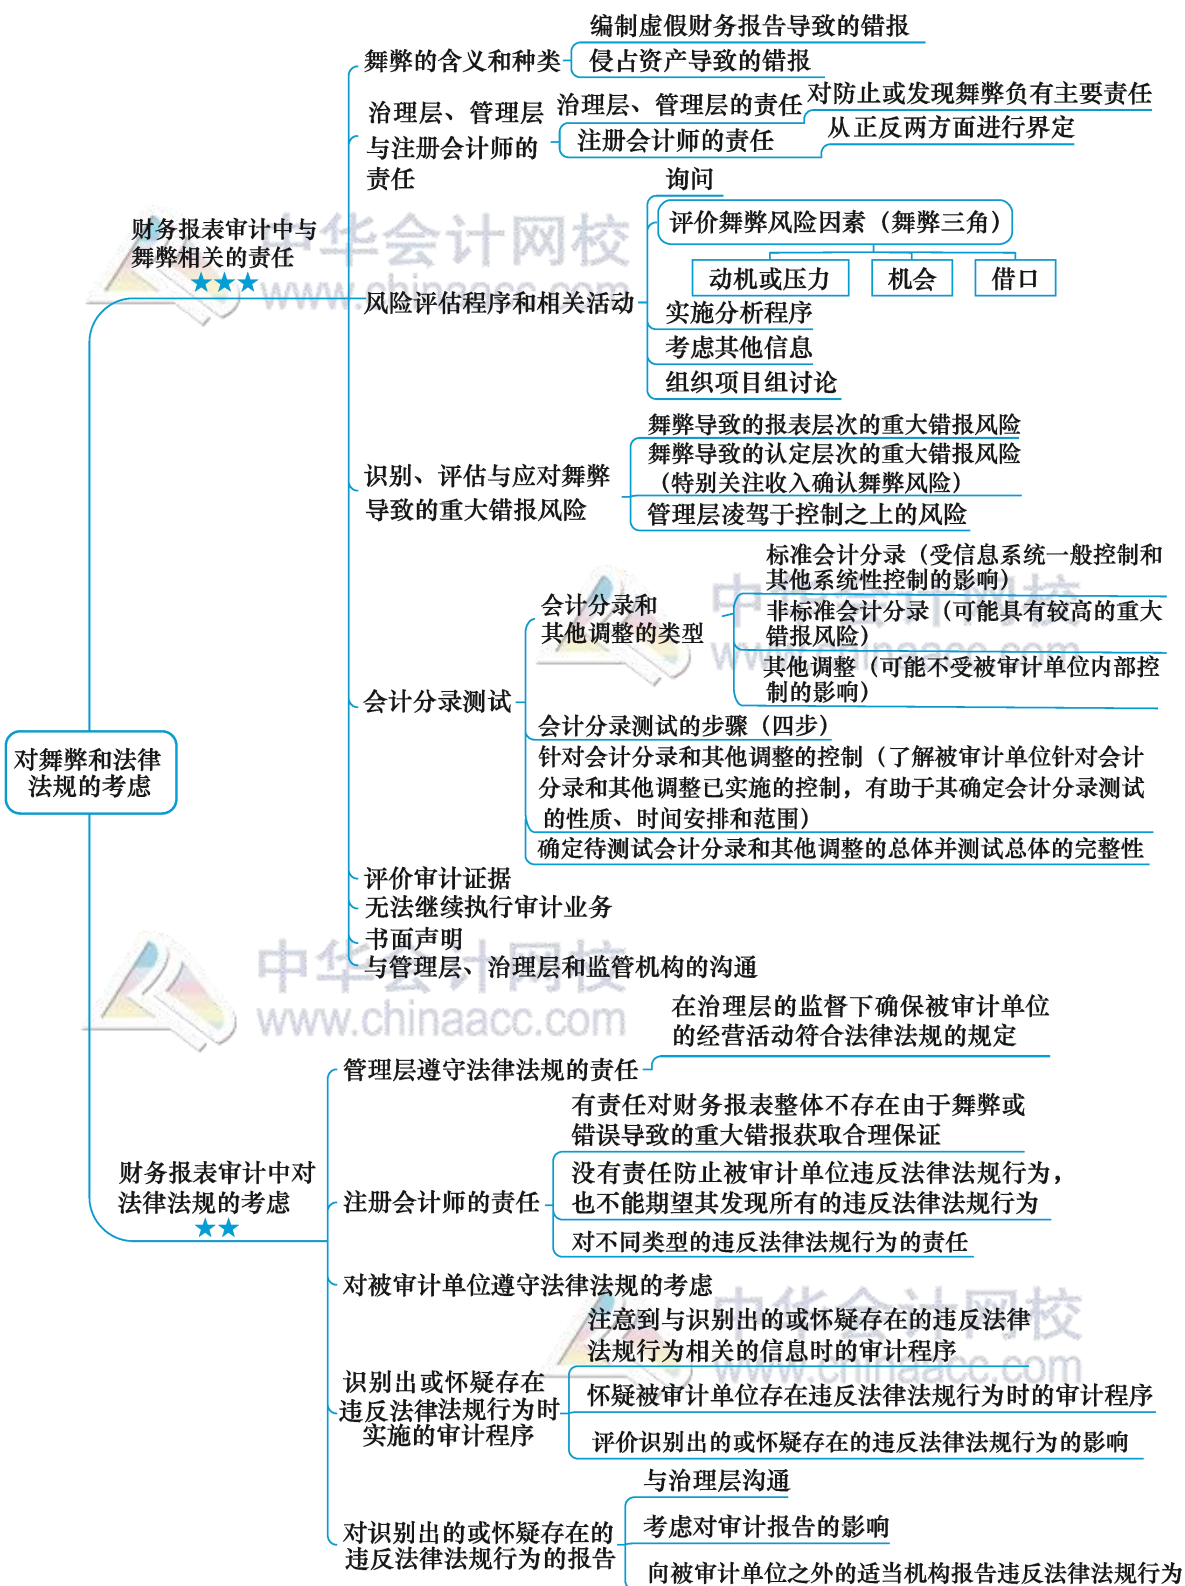 对舞弊和法律
法规的考虑
财务报表审计中与
舞弊相关的责任
★★★
舞弊的含义和种类
编制虚假财务报告导致的错报
侵占资产导致的错报
治理层、管理层
与注册会计师的
责任
治理层、管理层的责任
对防止或发现舞弊负有主要责任
注册会计师的责任
从正反两方面进行界定
风险评估程序和相关活动
询问
评价舞弊风险因素（舞弊三角）
动机或压力
机会
借口
实施分析程序
考虑其他信息
组织项目组讨论
识别、评估与应对舞弊
导致的重大错报风险
舞弊导致的报表层次的重大错报风险
舞弊导致的认定层次的重大错报风险
（特别关注收入确认舞弊风险）
管理层凌驾于控制之上的风险
会计分录测试
会计分录和
其他调整的类型
标准会计分录（受信息系统一般控制和
其他系统性控制的影响）
非标准会计分录（可能具有较高的重大
错报风险）
其他调整（可能不受被审计单位内部控
制的影响）
会计分录测试的步骤（四步）
针对会计分录和其他调整的控制（了解被审计单位针对会计
分录和其他调整已实施的控制，有助于其确定会计分录测试
的性质、时间安排和范围）
确定待测试会计分录和其他调整的总体并测试总体的完整性
评价审计证据
无法继续执行审计业务
书面声明
与管理层、治理层和监管机构的沟通
财务报表审计中对
法律法规的考虑
★★
管理层遵守法律法规的责任
在治理层的监督下确保被审计单位
的经营活动符合法律法规的规定
注册会计师的责任
有责任对财务报表整体不存在由于舞弊或
错误导致的重大错报获取合理保证
没有责任防止被审计单位违反法律法规行为，
也不能期望其发现所有的违反法律法规行为
对不同类型的违反法律法规行为的责任
对被审计单位遵守法律法规的考虑
识别出或怀疑存在
违反法律法规行为时
实施的审计程序
注意到与识别出的或怀疑存在的违反法律
法规行为相关的信息时的审计程序
怀疑被审计单位存在违反法律法规行为时的审计程序
评价识别出的或怀疑存在的违反法律法规行为的影响
对识别出的或怀疑存在的
违反法律法规行为的报告
与治理层沟通
考虑对审计报告的影响
向被审计单位之外的适当机构报告违反法律法规行为
中华会计网校
www.chinaacc.com
中华会计网校
www.chinaacc.com
中华会计网校
www.chinaacc.com
中华会计网校
www.chinaacc.com